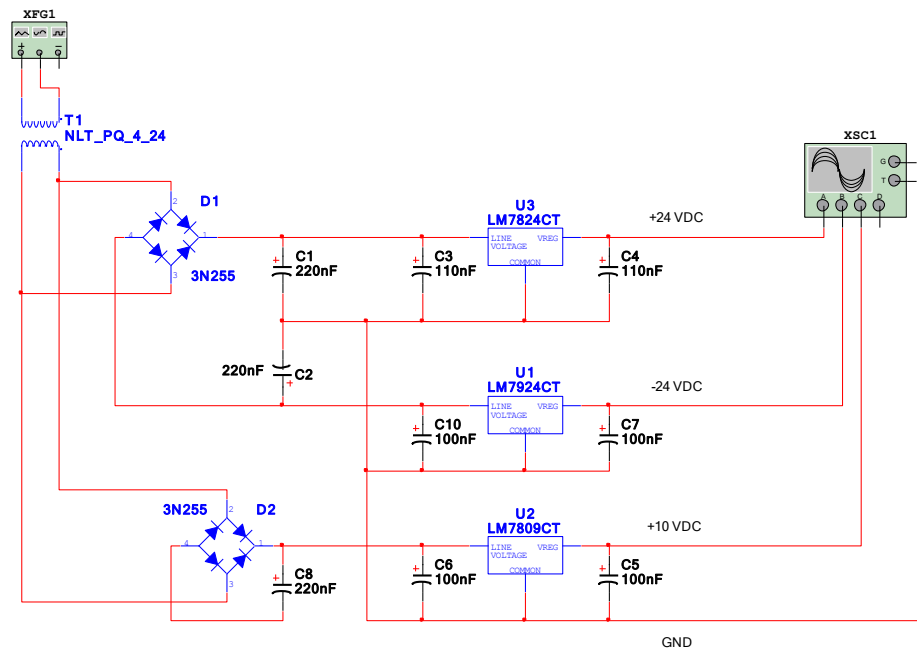 XFG1
T1
NLT_PQ_4_24
XSC1
G
T
A B C D
D1
2
4
1
3
3N255
C1
220nF
C3
110nF
U3
LM7824CT
LINE VREG
VOLTAGE
COMMON
C4
110nF
+24 VDC
220nF
C2
U1
LM7924CT
LINE VREG
VOLTAGE
COMMON
-24 VDC
C10
100nF
C7
100nF
3N255
D2
2
4
1
3
C8
220nF
C6
100nF
U2
LM7809CT
LINE VREG
VOLTAGE
COMMON
+10 VDC
C5
100nF
GND